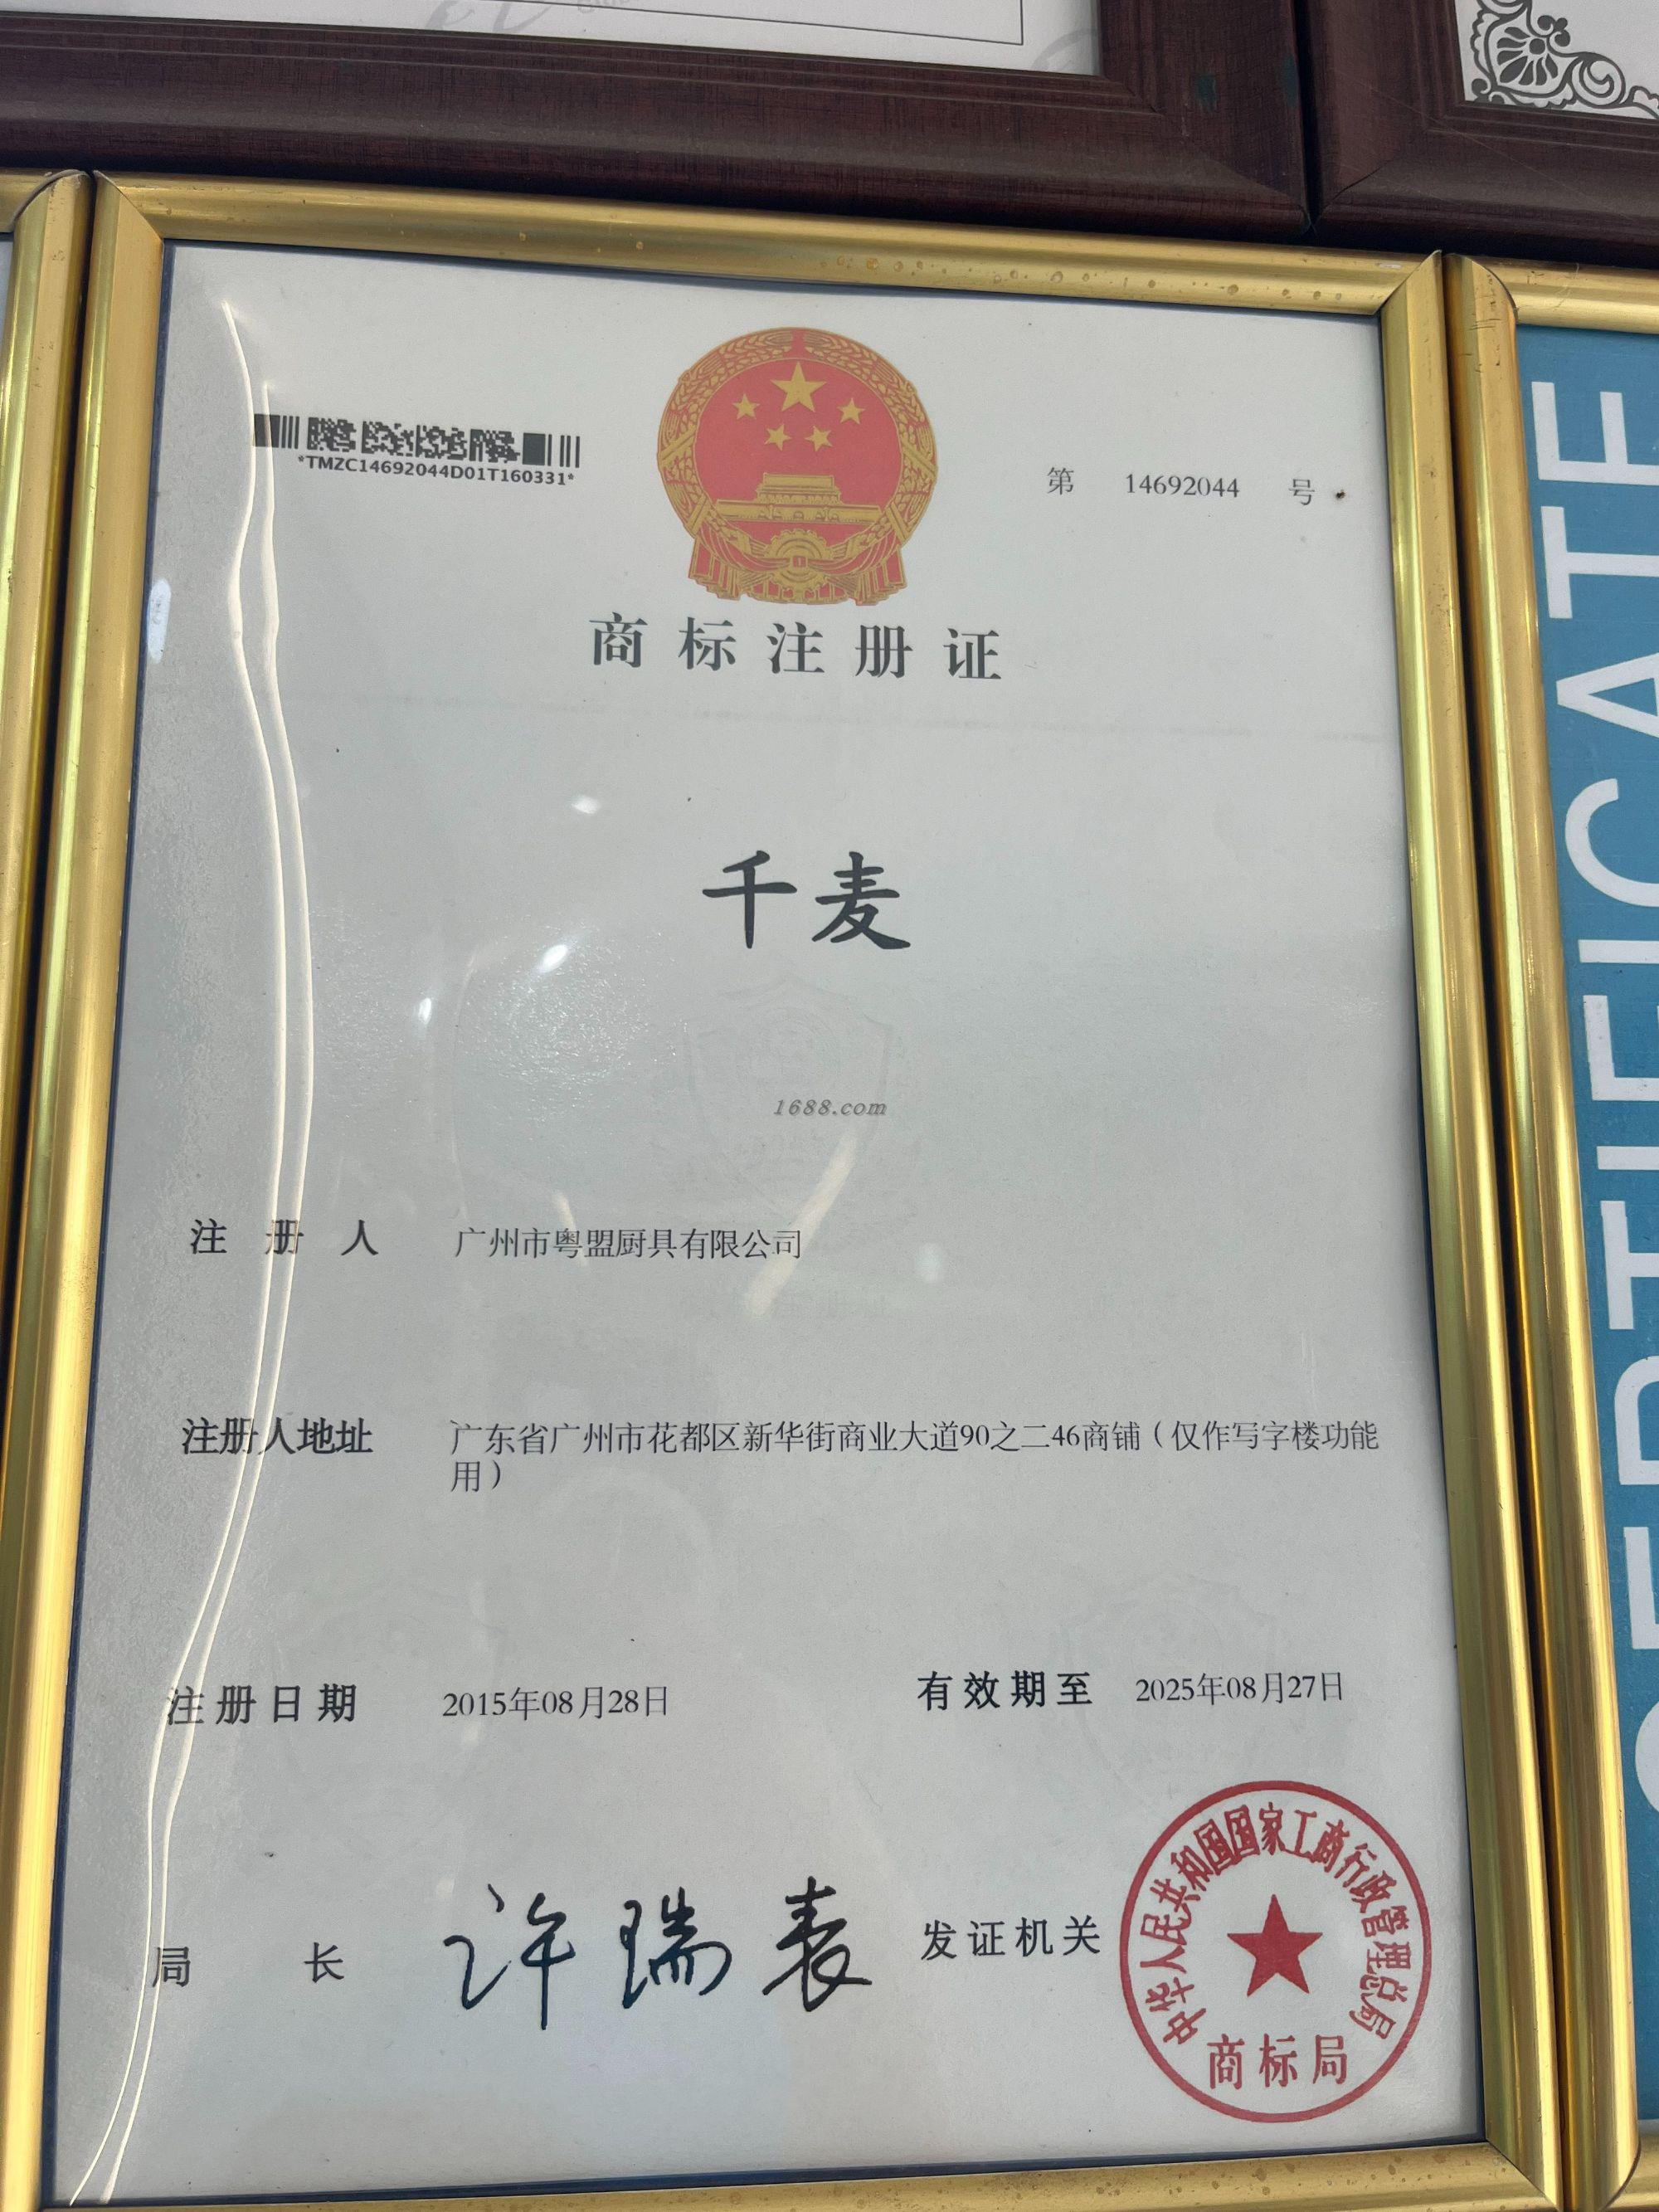 *TMZC14692044D01T160331*
第 14692044 号
商标注册证
千麦
1688.com
注册人 广州市粤盟厨具有限公司
注册人地址 广东省广州市花都区新华街商业大道90之二46商铺（仅作写字楼功能
用）
注册日期 2015年08月28日 有效期至 2025年08月27日
局长 许瑞表 发证机关
中华人民共和国国家工商行政管理总局
商标局
CERTIFICATE